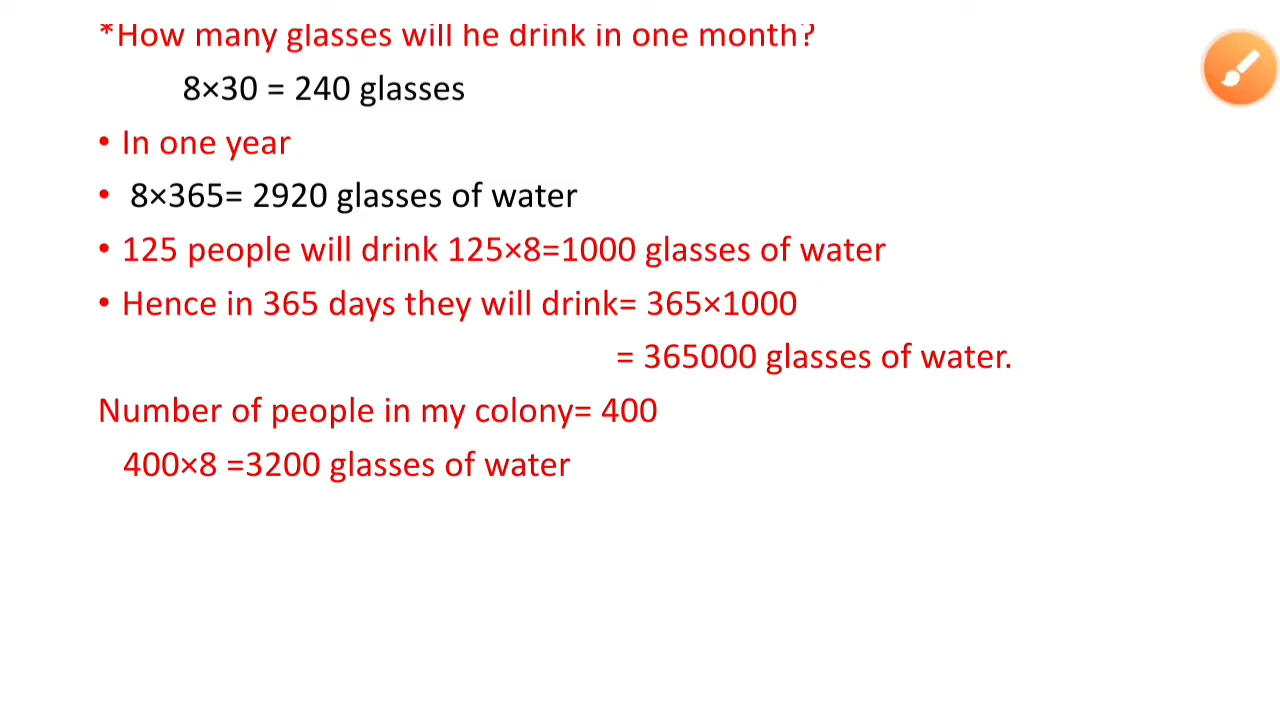 *How many glasses will he drink in one month?
8×30 = 240 glasses
• In one year
• 8×365= 2920 glasses of water
• 125 people will drink 125×8=1000 glasses of water
• Hence in 365 days they will drink= 365×1000
= 365000 glasses of water.
Number of people in my colony= 400
400×8 =3200 glasses of water